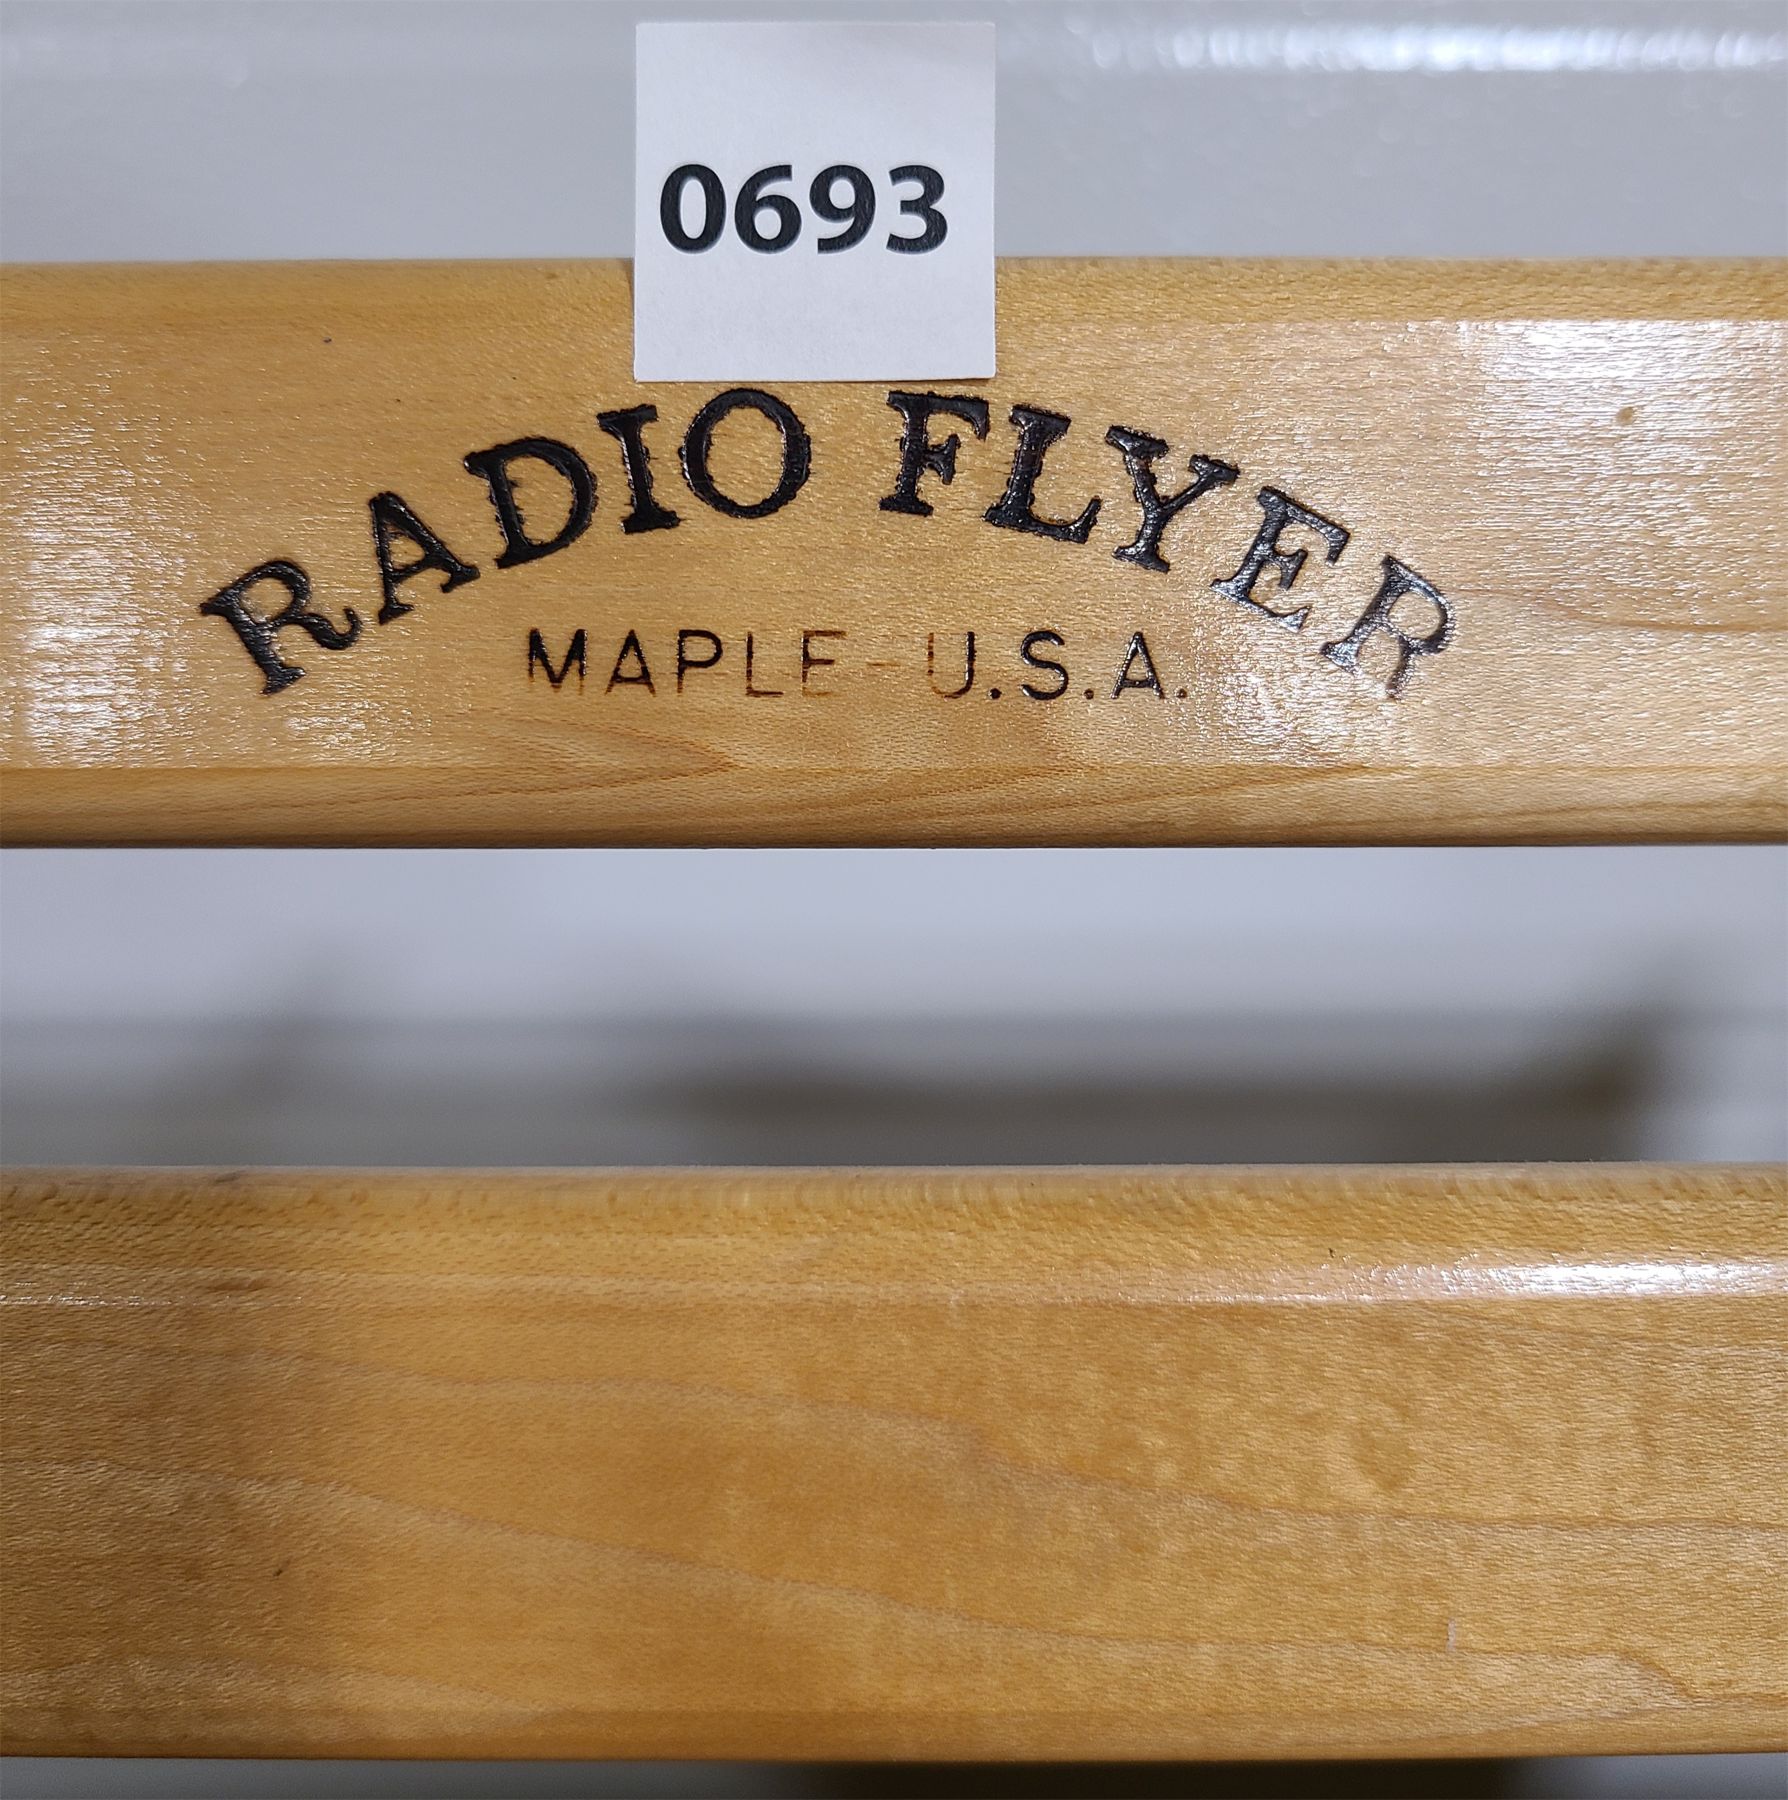 0693
RADIO FLYER
MAPLE - U.S.A.